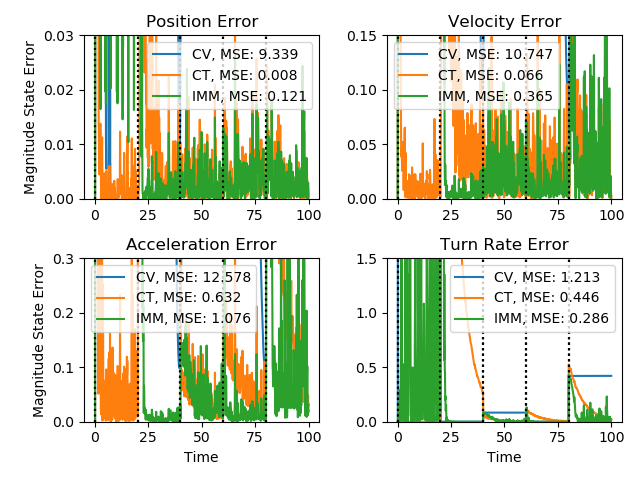 Position Error
Magnitude State Error
0.03
0.02
0.01
0.00
CV, MSE: 9.339
CT, MSE: 0.008
IMM, MSE: 0.121
0 25 50 75 100
Velocity Error
0.15
0.10
0.05
0.00
CV, MSE: 10.747
CT, MSE: 0.066
IMM, MSE: 0.365
0 25 50 75 100
Acceleration Error
Magnitude State Error
0.3
0.2
0.1
0.0
CV, MSE: 12.578
CT, MSE: 0.632
IMM, MSE: 1.076
0 25 50 75 100
Time
Turn Rate Error
1.5
1.0
0.5
0.0
CV, MSE: 1.213
CT, MSE: 0.446
IMM, MSE: 0.286
0 25 50 75 100
Time